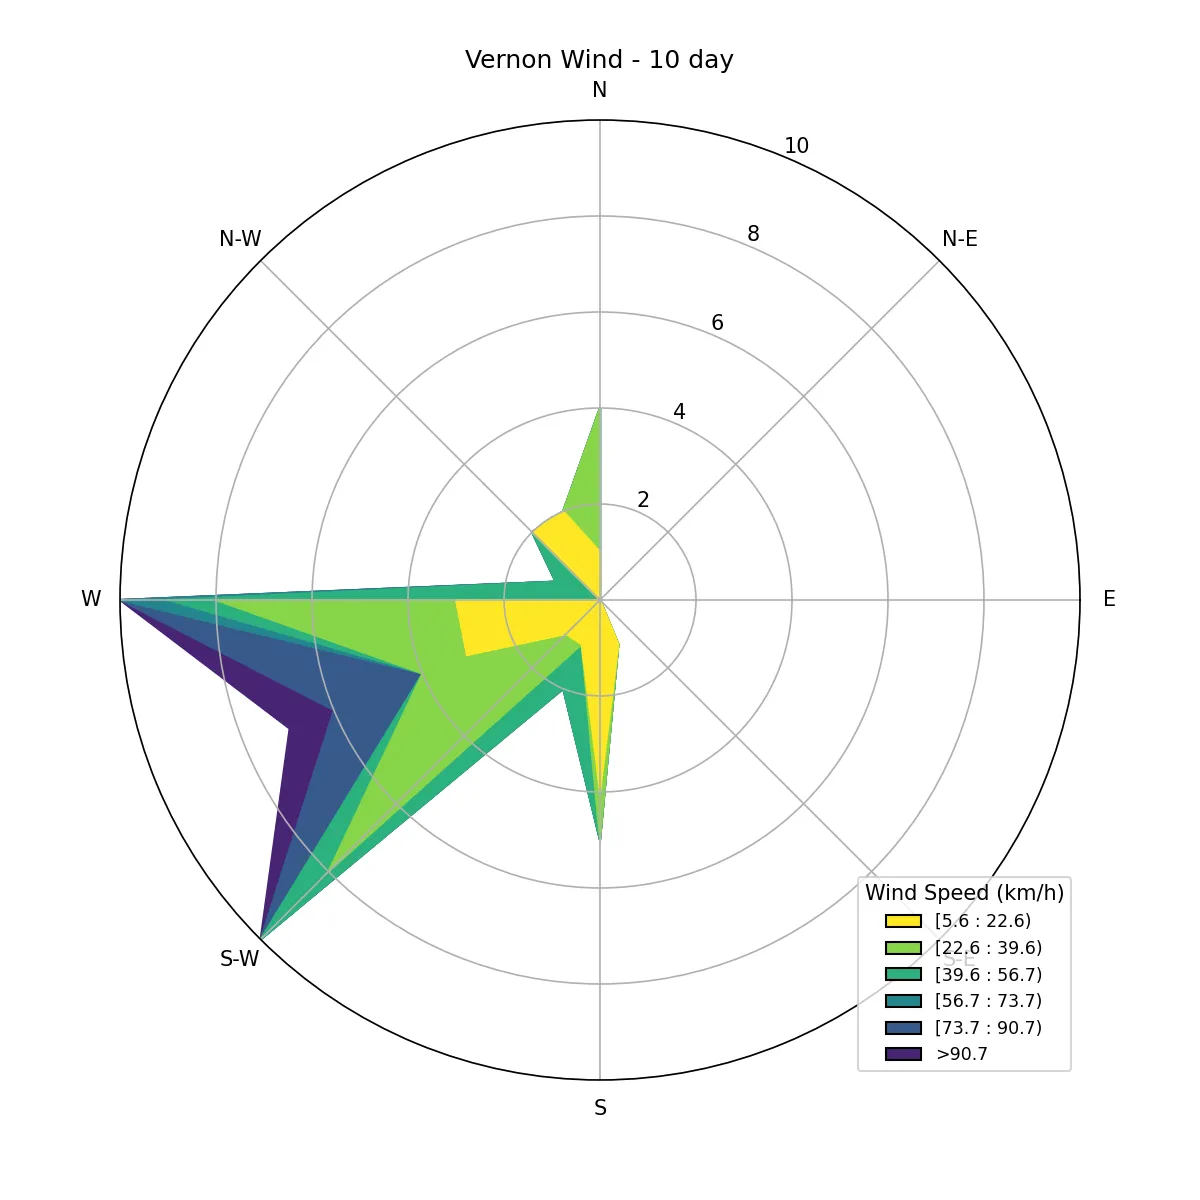 Vernon Wind - 10 day
N
10
N-W
8
N-E
6
4
2
W
E
S-W
S-E
S
Wind Speed (km/h)
[5.6 : 22.6)
[22.6 : 39.6)
[39.6 : 56.7)
[56.7 : 73.7)
[73.7 : 90.7)
>90.7